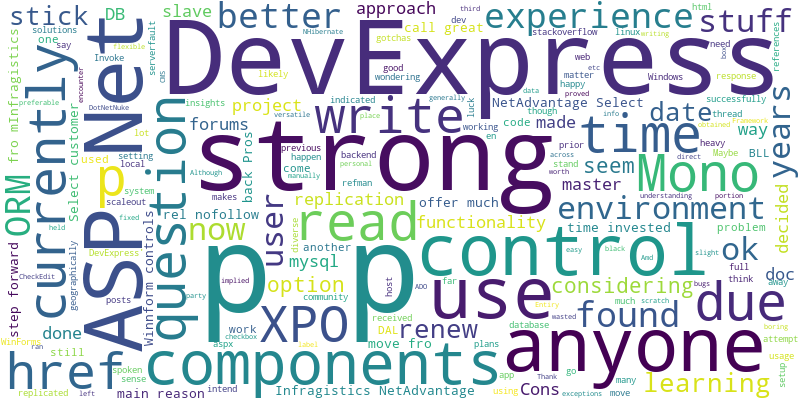 stick
DB
slave
better
approach
call great
dev
third
NHibernate
html
stackoverflow
experience
stuff
solutions
one
say
flexible
serverfault
Invoke
gotchas
good
wondering
linux
web
etc
need
writing
DevExpress
CMS
likely
matter
happy
Windows
response
book
references
fro minfragistics
preferable
encounter
DotNetNuke
lot
insights
project
write
NetAdvantage Select
luck
successfully
thread
date
years
ORM
currently
ASP Net
Select customer
used
setting
local
system
scaleout
makes
forums
Although
back Pros
indicated
previous
happen
come
backend
personal
manually
versatile
place
code
made
working
en
prior
heavy
though
across
stand
BLL
Maybe
info
way
time
strong
question
p
now
read
replication
user
rel nofollow
mysql
another
diverse
refman
master
seem
Mono
offer much
worth
understanding
direct
portion
functionality
environment
obtained
Framework
problem
decided
geographically
fixed
held
step forward
CheckEdit
DevExpress
posts
WinForms
done
still
party
implied
community
Winnform controls
option
p
p
control
time invested
considering
ok
doc
found
due
components
XPO
host
ADO
far
use
renew
easy
black
slight
Amd
bugs
full
think
away
much
scratch
usage
boring
attempt
href
ran
left
replicated
label
spoken
sense
main reason
aspx
checkbox
work
intend
DAL
received
move fro
plans
database
app
using
Infragistics NetAdvantage
Cons
Thank
exceptions
Entity
wasted
data
generally
go
years
many
move
anyone
learning
setup